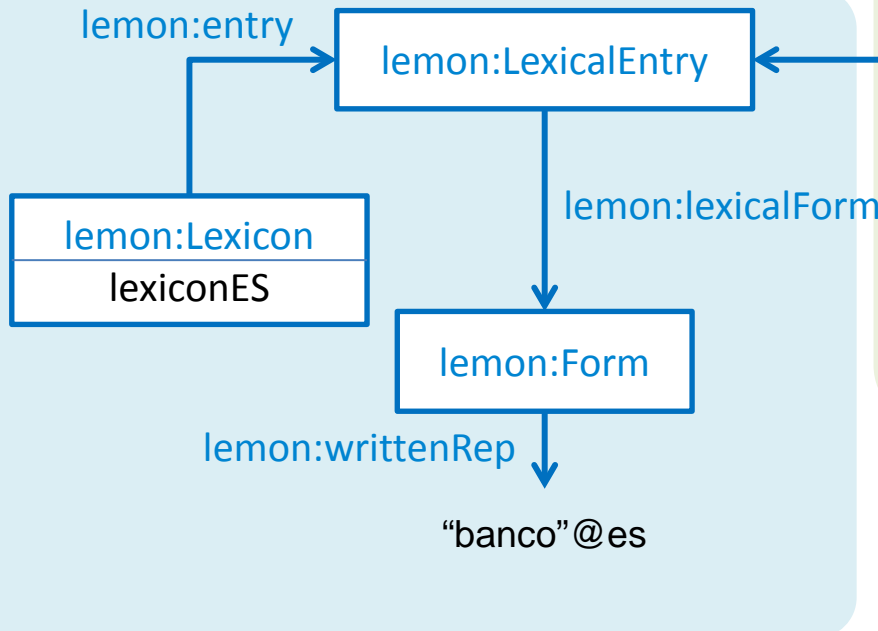 lemon:entry
lemon:LexicalEntry
lemon:lexicalForm
lemon:Lexicon
lexiconES
lemon:Form
lemon:writtenRep
“banco”@es